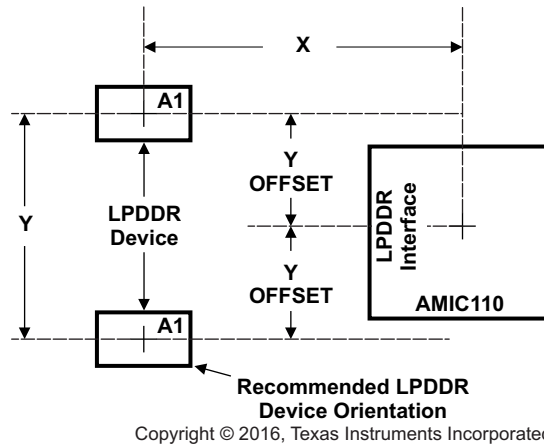 X
A1
Y
OFFSET
Y
LPDDR
Device
LPDDR
Interface
Y
OFFSET
AMIC110
A1
Recommended LPDDR
Device Orientation
Copyright © 2016, Texas Instruments Incorporated